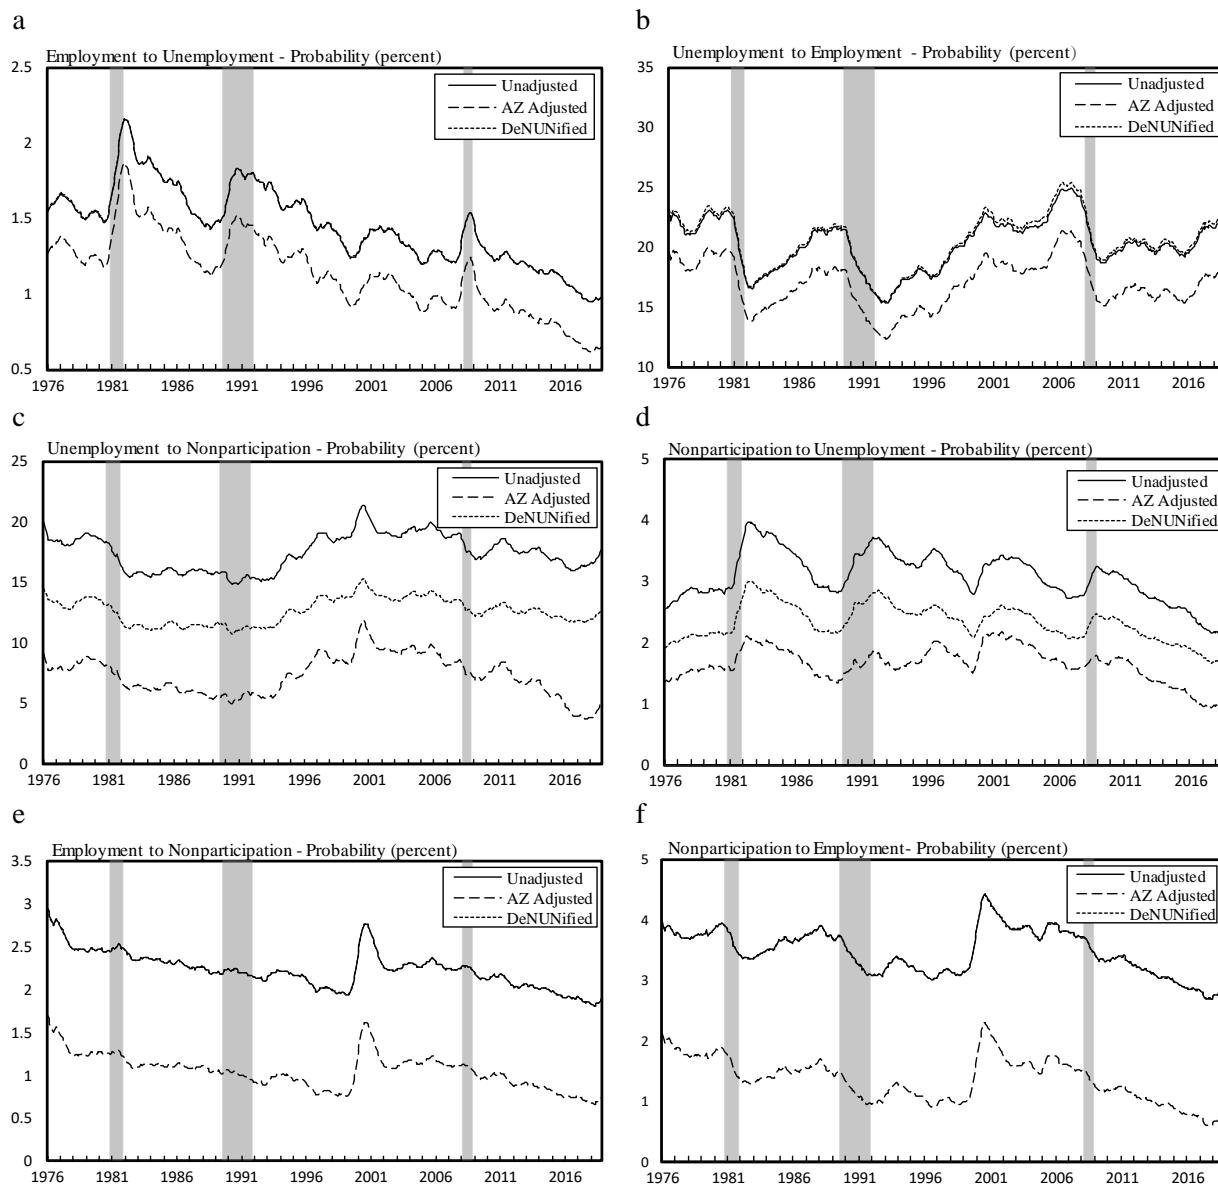 a
Employment to Unemployment - Probability (percent)
2.5
2
1.5
1
0.5
Unadjusted
AZ Adjusted
DeNUNified
1976 1981 1986 1991 1996 2001 2006 2011 2016
b
Unemployment to Employment - Probability (percent)
35
30
25
20
15
10
Unadjusted
AZ Adjusted
DeNUNified
1976 1981 1986 1991 1996 2001 2006 2011 2016
c
Unemployment to Nonparticipation - Probability (percent)
25
20
15
10
5
0
Unadjusted
AZ Adjusted
DeNUNified
1976 1981 1986 1991 1996 2001 2006 2011 2016
d
Nonparticipation to Unemployment - Probability (percent)
5
4
3
2
1
0
Unadjusted
AZ Adjusted
DeNUNified
1976 1981 1986 1991 1996 2001 2006 2011 2016
e
Employment to Nonparticipation - Probability (percent)
3.5
3
2.5
2
1.5
1
0.5
0
Unadjusted
AZ Adjusted
DeNUNified
1976 1981 1986 1991 1996 2001 2006 2011 2016
f
Nonparticipation to Employment- Probability (percent)
5
4
3
2
1
0
Unadjusted
AZ Adjusted
DeNUNified
1976 1981 1986 1991 1996 2001 2006 2011 2016